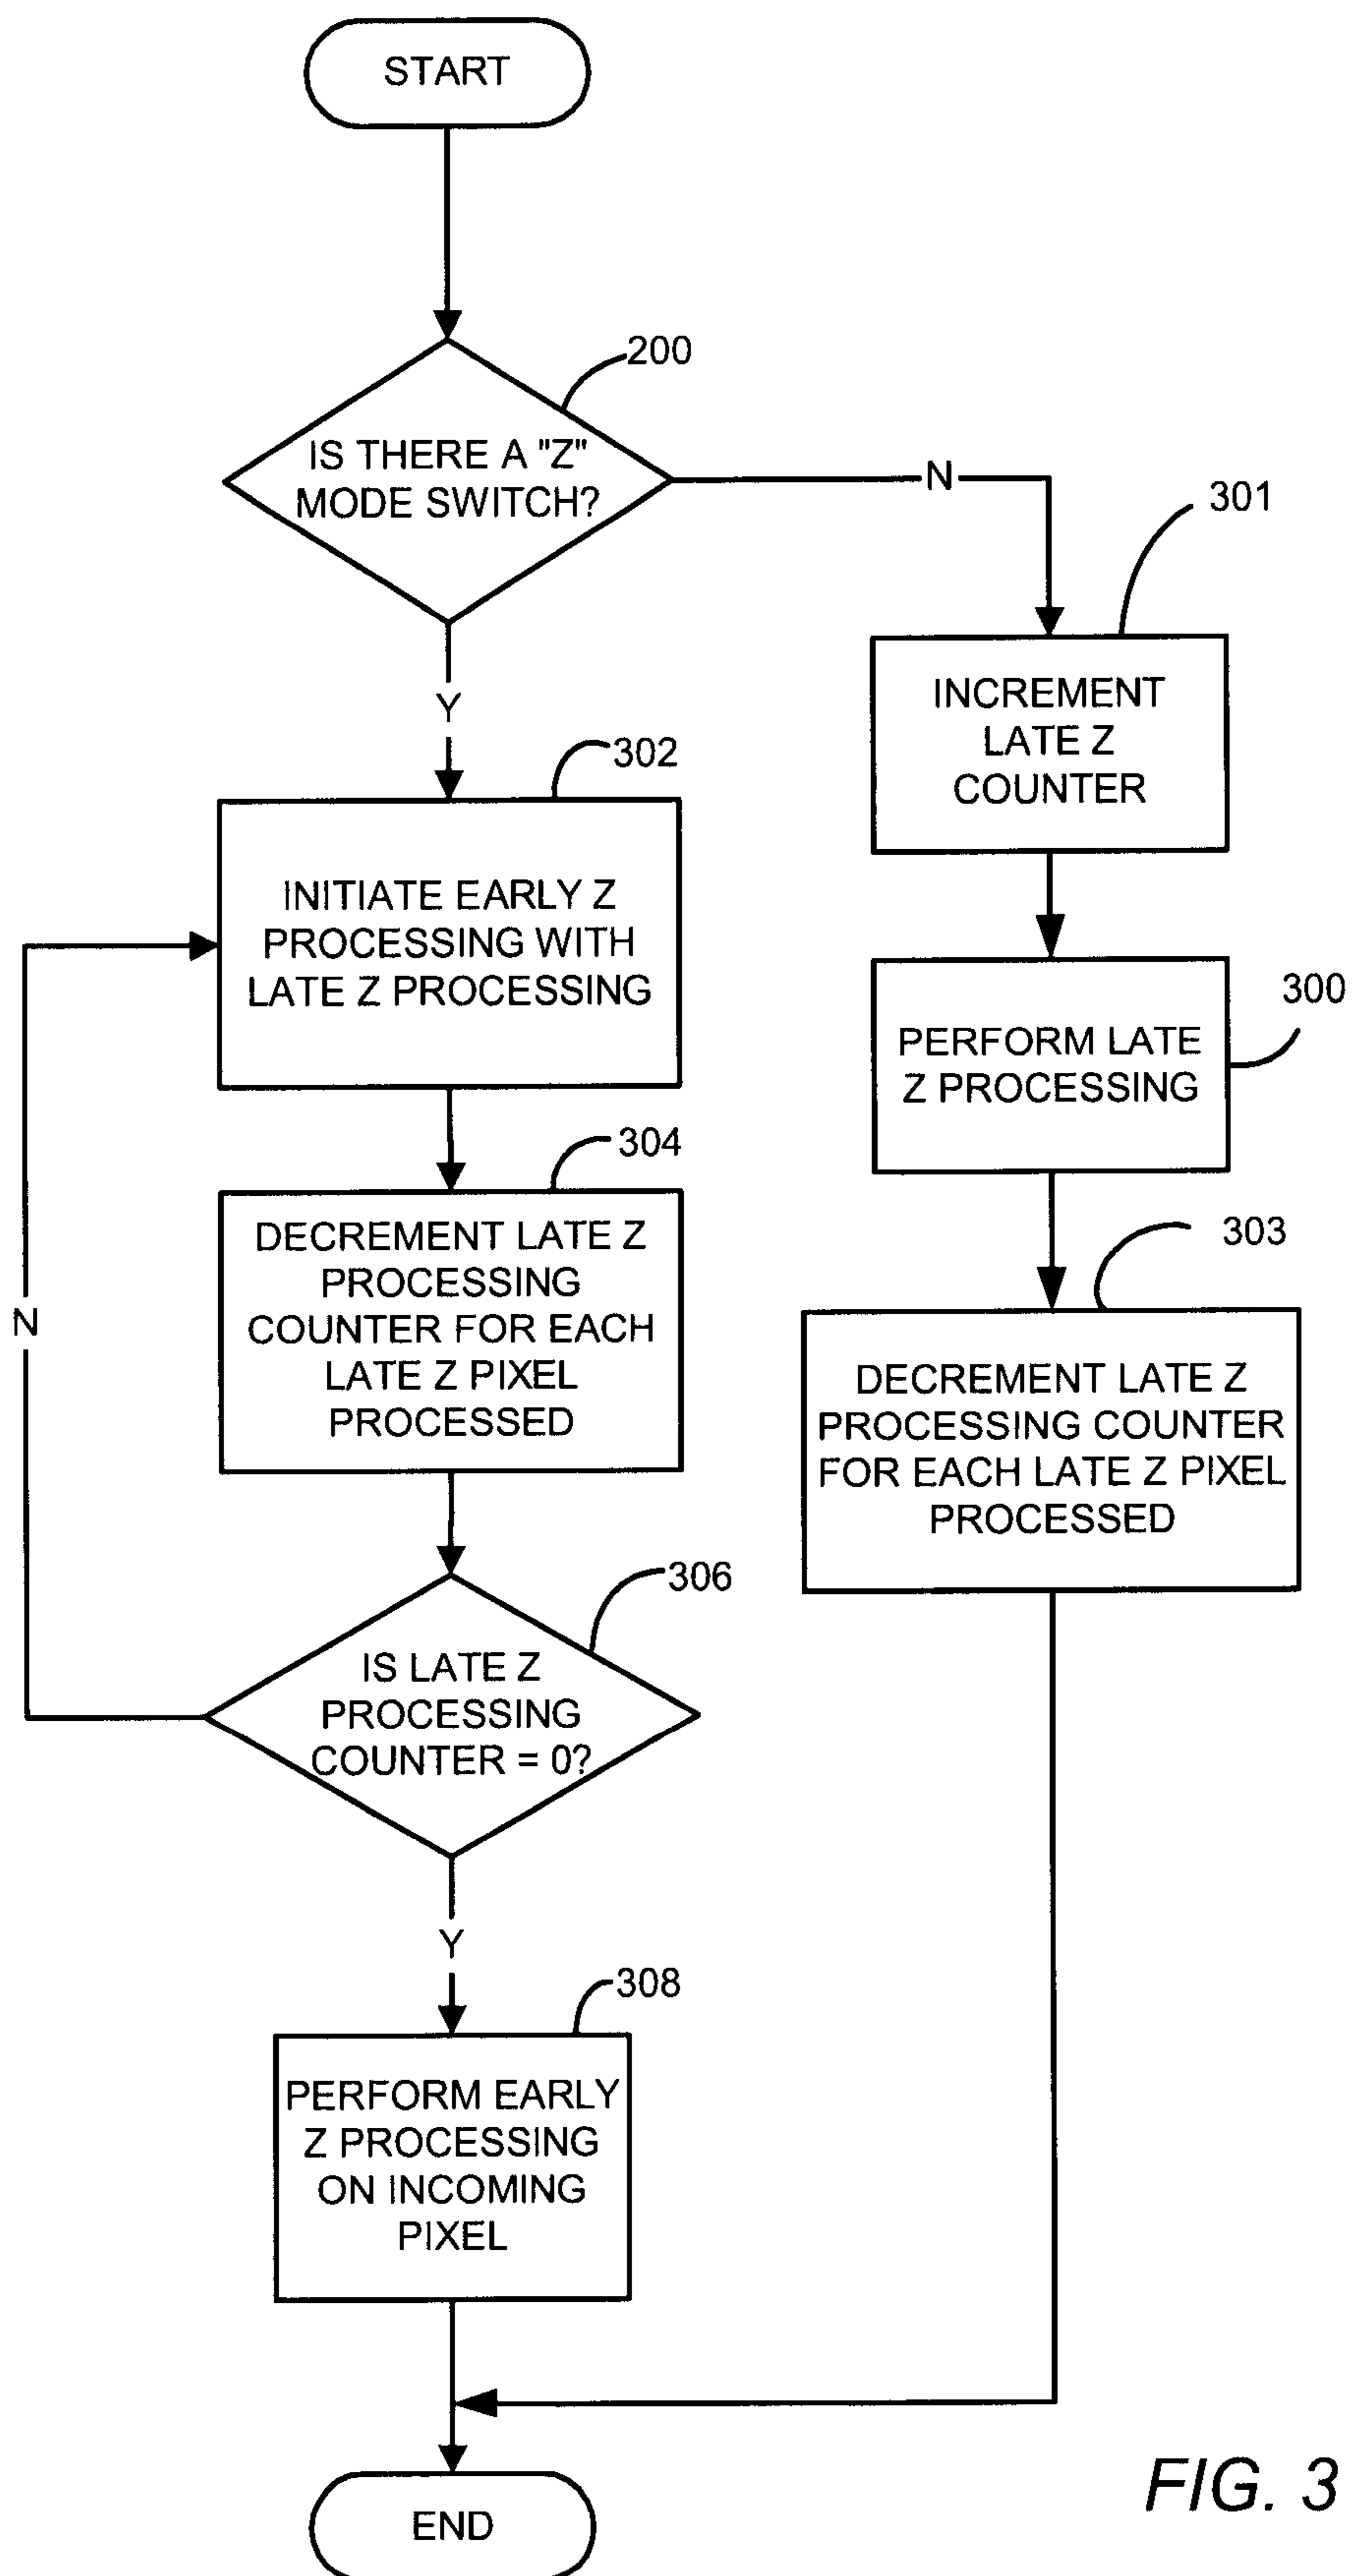 START
200
IS THERE A "Z"
MODE SWITCH?
N
301
Y
INCREMENT
LATE Z
COUNTER
302
INITIATE EARLY Z
PROCESSING WITH
LATE Z PROCESSING
300
PERFORM LATE
Z PROCESSING
304
DECREMENT LATE Z
PROCESSING
COUNTER FOR EACH
LATE Z PIXEL
PROCESSED
303
N
DECREMENT LATE Z
PROCESSING COUNTER
FOR EACH LATE Z PIXEL
PROCESSED
306
IS LATE Z
PROCESSING
COUNTER = 0?
Y
308
PERFORM EARLY
Z PROCESSING
ON INCOMING
PIXEL
END
FIG. 3